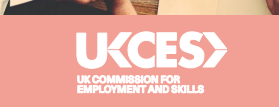 UKCES
UK COMMISSION FOR
EMPLOYMENT AND SKILLS